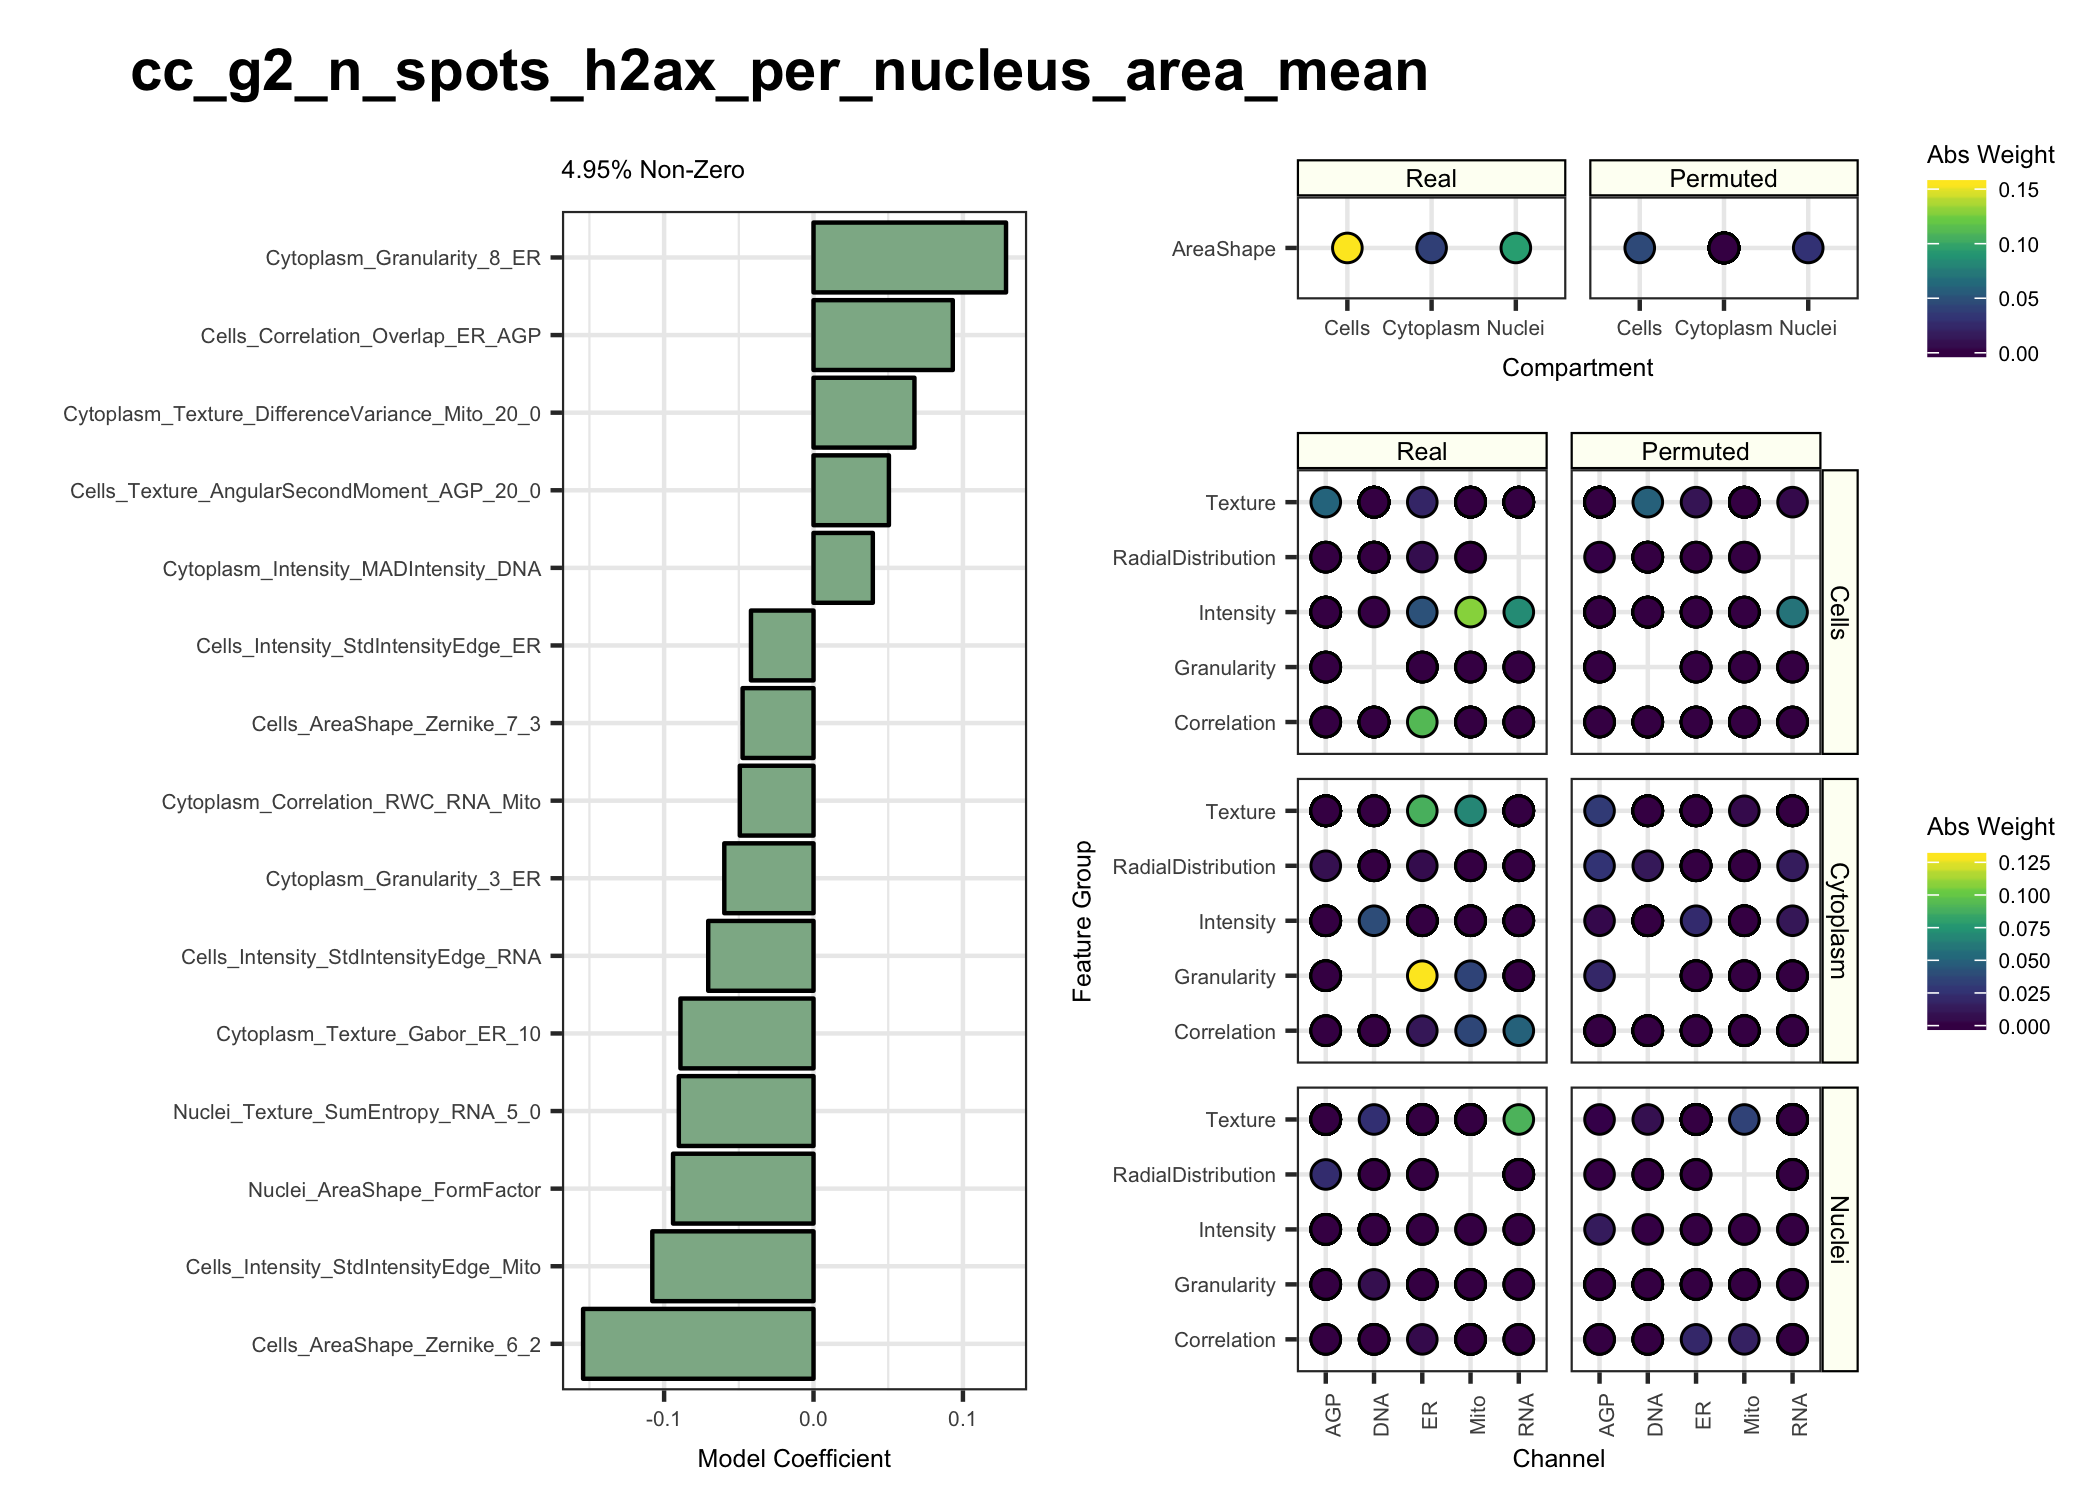 cc_g2_n_spots_h2ax_per_nucleus_area_mean
4.95% Non-Zero
Cytoplasm_Granularity_8_ER
Cells_Correlation_Overlap_ER_AGP
Cytoplasm_Texture_DifferenceVariance_Mito_20_0
Cells_Texture_AngularSecondMoment_AGP_20_0
Cytoplasm_Intensity_MADIntensity_DNA
Cells_Intensity_StdIntensityEdge_ER
Cells_AreaShape_Zernike_7_3
Cytoplasm_Correlation_RWC_RNA_Mito
Cytoplasm_Granularity_3_ER
Cells_Intensity_StdIntensityEdge_RNA
Cytoplasm_Texture_Gabor_ER_10
Nuclei_Texture_SumEntropy_RNA_5_0
Nuclei_AreaShape_FormFactor
Cells_Intensity_StdIntensityEdge_Mito
Cells_AreaShape_Zernike_6_2
-0.1 0.0 0.1
Model Coefficient
Real Permuted
AreaShape
Cells Cytoplasm Nuclei Cells Cytoplasm Nuclei
Compartment
Abs Weight
0.15
0.10
0.05
0.00
Feature Group
Real Permuted
Texture
RadialDistribution
Intensity
Granularity
Correlation
Cells
Texture
RadialDistribution
Intensity
Granularity
Correlation
Cytoplasm
Texture
RadialDistribution
Intensity
Granularity
Correlation
Nuclei
AGP DNA ER Mito RNA AGP DNA ER Mito RNA
Channel
Abs Weight
0.125
0.100
0.075
0.050
0.025
0.000